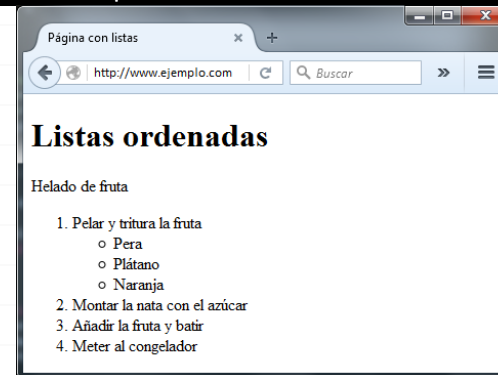 Página con listas
http://www.ejemplo.com
Buscar
Listas ordenadas
Helado de fruta
1. Pelar y tritura la fruta
Pera
Plátano
Naranja
2. Montar la nata con el azúcar
3. Añadir la fruta y batir
4. Meter al congelador